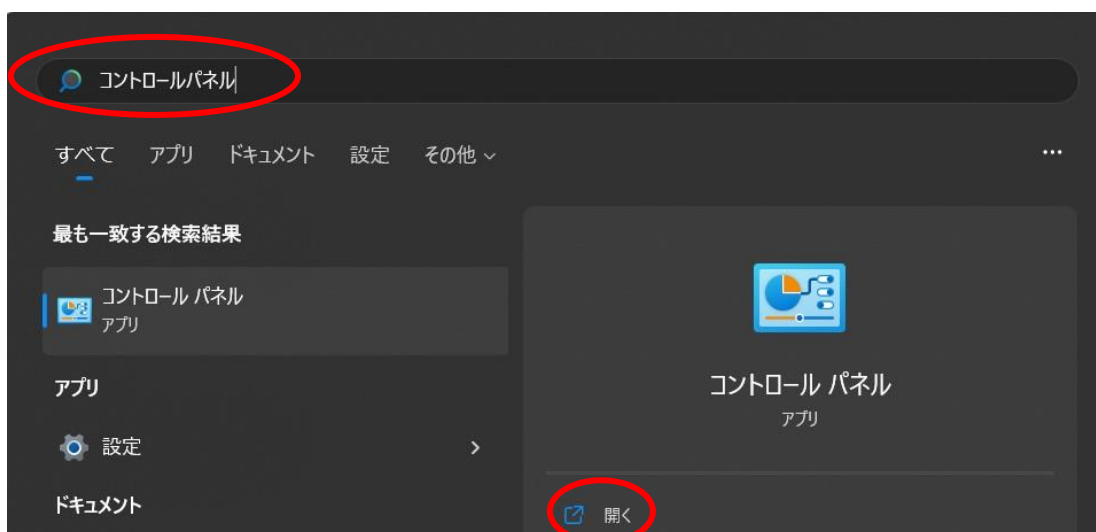 コントロールパネル
すべて アプリ ドキュメント 設定 その他
最も一致する検索結果
コントロール パネル
アプリ
アプリ
設定
ドキュメント
コントロール パネル
アプリ
開く